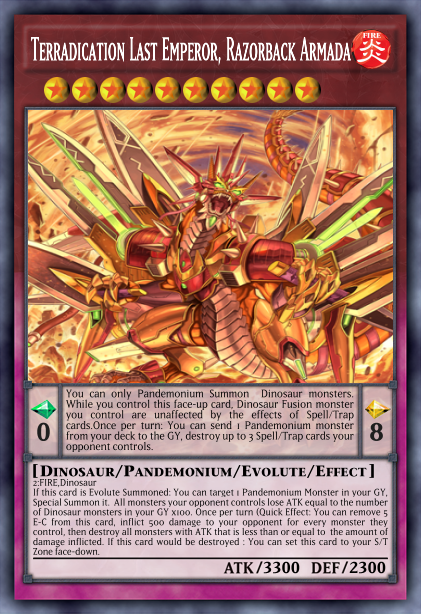 Terradication Last Emperor, Razorback Armada
FIRE
炎
You can only Pandemonium Summon Dinosaur monsters.
While you control this face-up card, Dinosaur Fusion monster
you control are unaffected by the effects of Spell/Trap
cards.Once per turn: You can send 1 Pandemonium monster
from your deck to the GY, destroy up to 3 Spell/Trap cards your
opponent controls.
0
8
[Dinosaur/Pandemonium/Evolute/Effect]
2:FIRE,Dinosaur
If this card is Evolute Summoned: You can target 1 Pandemonium Monster in your GY,
Special Summon it. All monsters your opponent controls lose ATK equal to the number
of Dinosaur monsters in your GY x100. Once per turn (Quick Effect: You can remove 5
E-C from this card, inflict 500 damage to your opponent for every monster they
control, then destroy all monsters with ATK that is less than or equal to the amount of
damage inflicted. If this card would be destroyed : You can set this card to your S/T
Zone face-down.
ATK/3300 DEF/2300